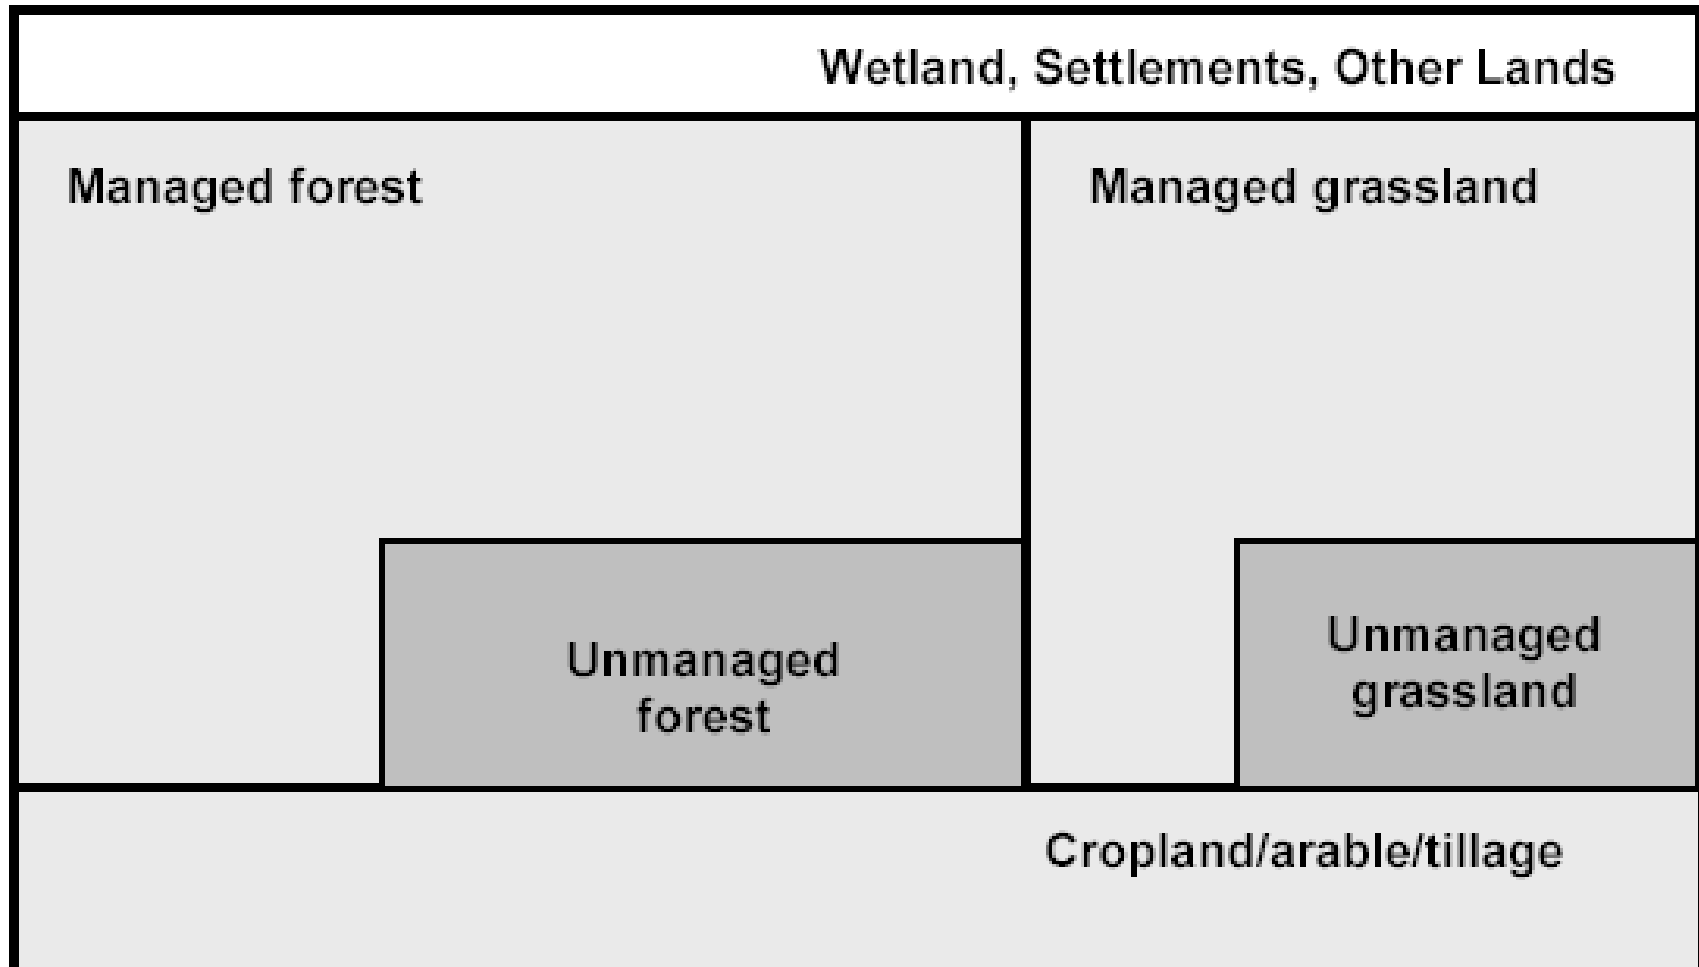 Wetland, Settlements, Other Lands
Managed forest
Managed grassland
Unmanaged
forest
Unmanaged
grassland
Cropland/arable/tillage